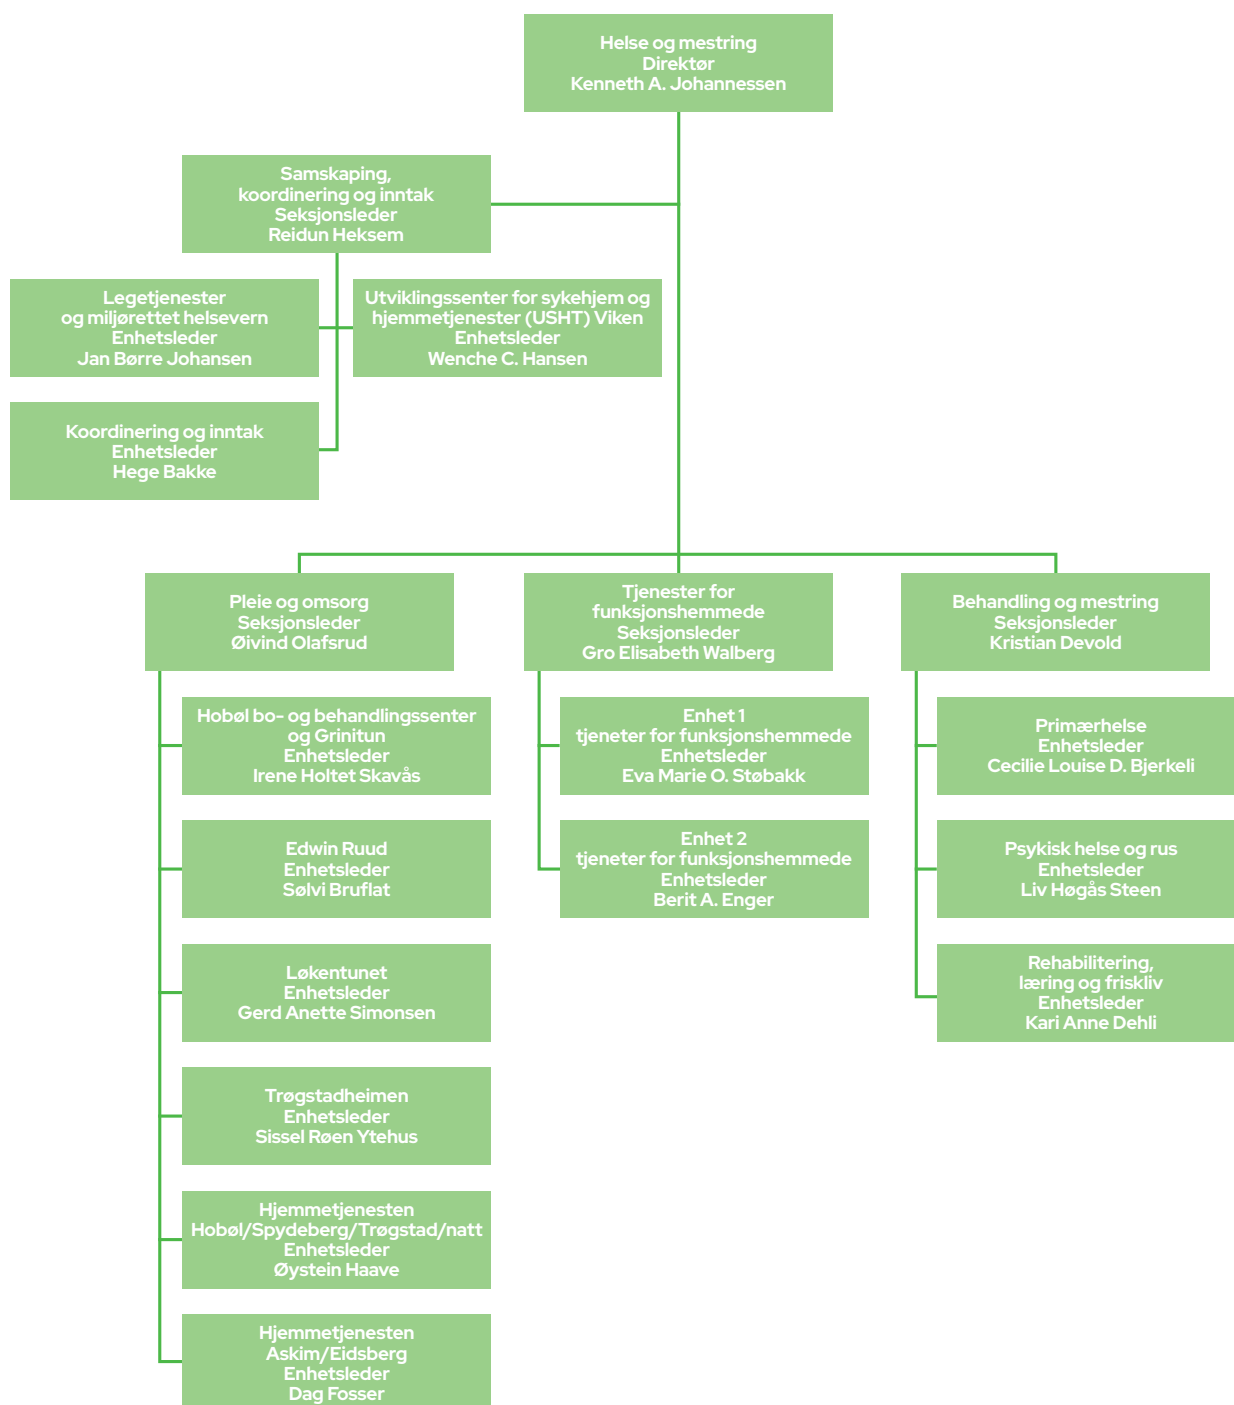 Helse og mestring
Direktør
Kenneth A. Johannessen
Samskaping,
koordinering og inntak
Seksjonsleder
Reidun Heksem
Legetjenester
og miljørettet helsevern
Enhetsleder
Jan Børre Johansen
Utviklingssenter for sykehjem og
hjemmetjenester (USHT) Viken
Enhetsleder
Wenche C. Hansen
Koordinering og inntak
Enhetsleder
Hege Bakke
Pleie og omsorg
Seksjonsleder
Øivind Olafsrud
Hobøl bo- og behandlingssenter
og Grinitun
Enhetsleder
Irene Holtet Skavås
Edwin Ruud
Enhetsleder
Sølvi Bruflat
Løkentunet
Enhetsleder
Gerd Anette Simonsen
Trøgstadheimen
Enhetsleder
Sissel Røen Ytehus
Hjemmetjenesten
Hobøl/Spydeberg/Trøgstad/natt
Enhetsleder
Øystein Haave
Hjemmetjenesten
Askim/Eidsberg
Enhetsleder
Dag Fosser
Tjenester for
funksjonshemmede
Seksjonsleder
Gro Elisabeth Walberg
Enhet 1
tjeneter for funksjonshemmede
Enhetsleder
Eva Marie O. Støbakk
Enhet 2
tjeneter for funksjonshemmede
Enhetsleder
Berit A. Enger
Behandling og mestring
Seksjonsleder
Kristian Devold
Primærhelse
Enhetsleder
Cecilie Louise D. Bjerkeli
Psykisk helse og rus
Enhetsleder
Liv Høgås Steen
Rehabilitering,
læring og friskliv
Enhetsleder
Kari Anne Dehli